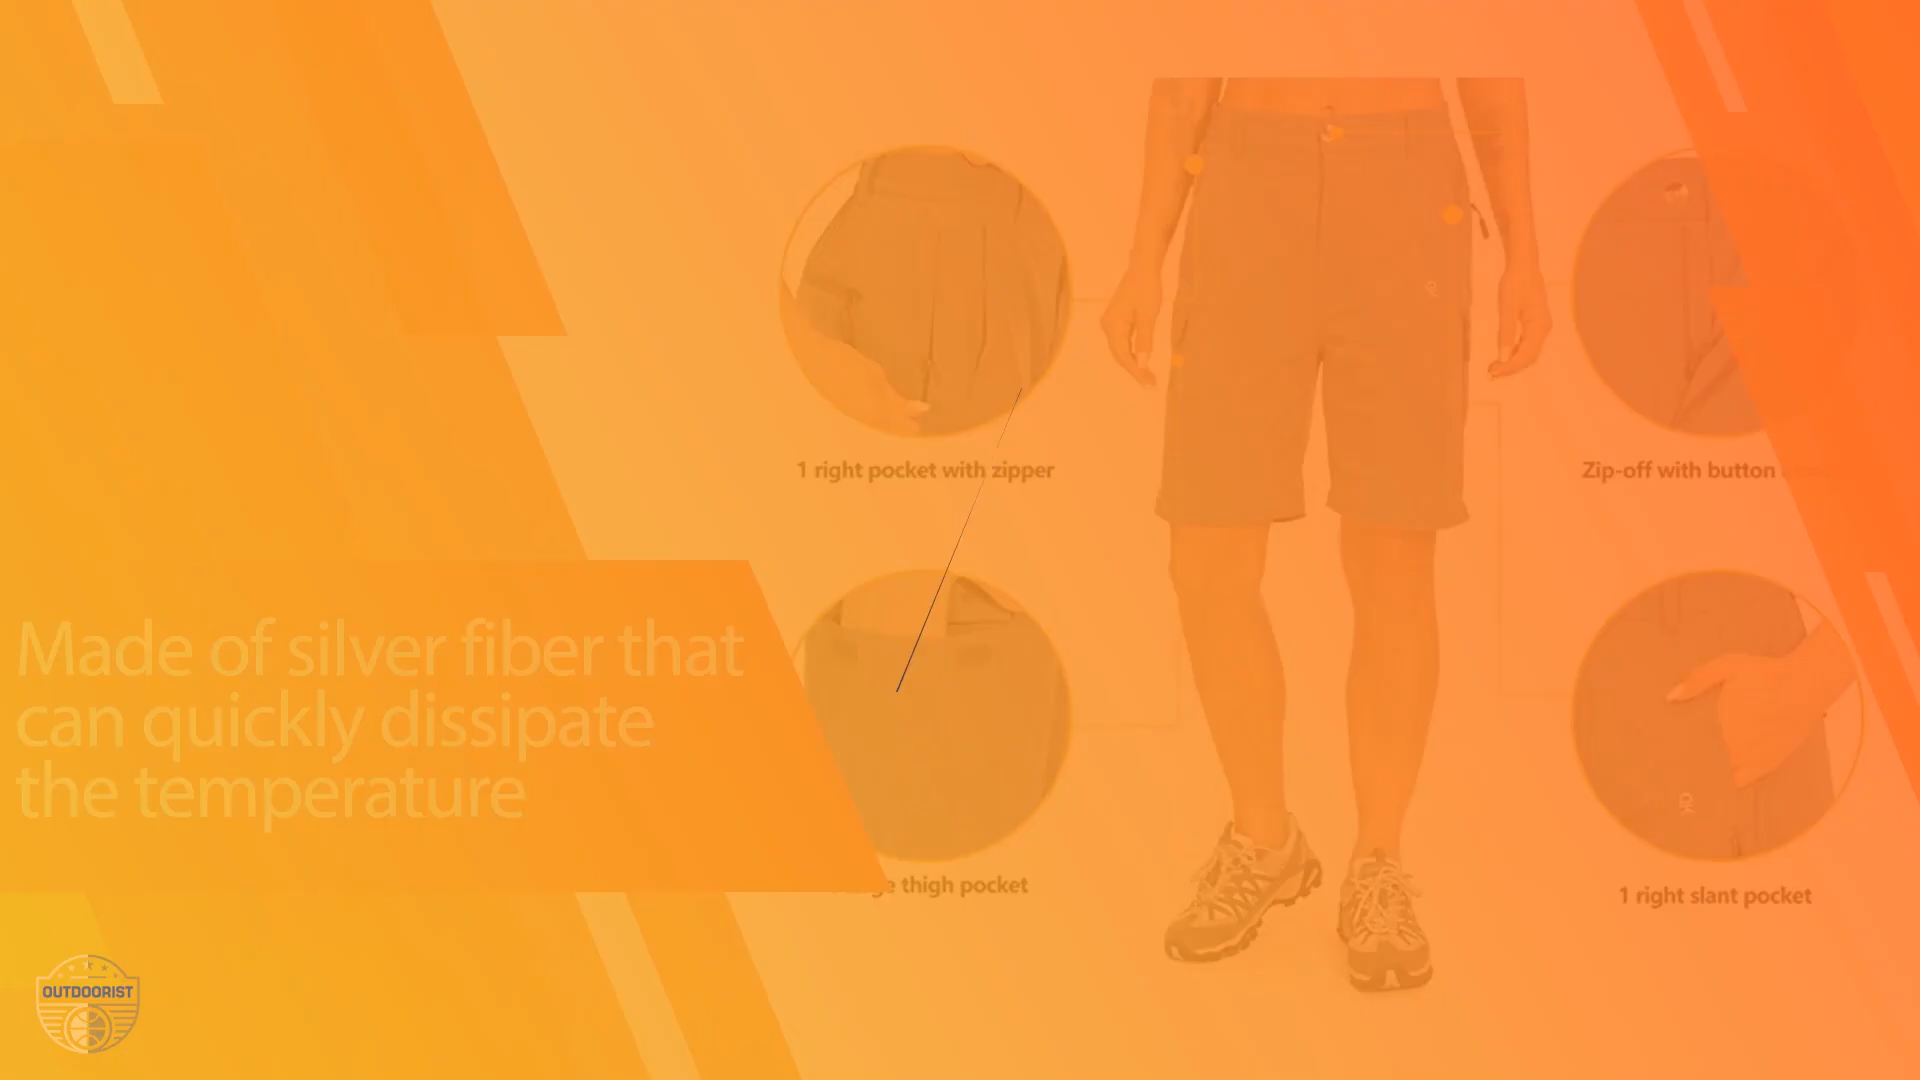 1 right pocket with zipper
Zip-off with button
Made of silver fiber that
can quickly dissipate
the temperature
thigh pocket
1 right slant pocket
OUTDOORIST